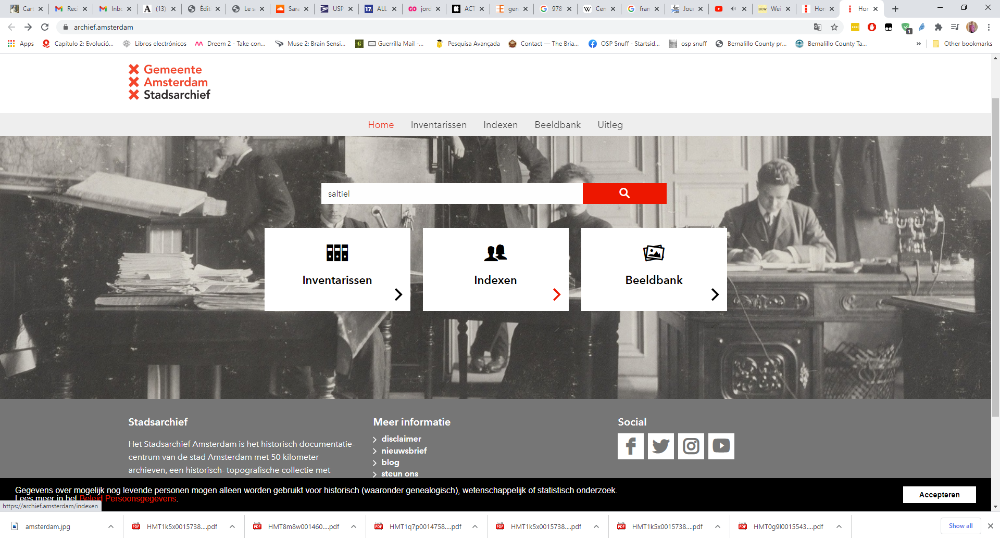 Cart
Reci
Inbo
(13)
Édit
Le s
Sara
USP
17 ALL
GO jord
ACT
gen
978
W Cen
fran
Jour
BCW Wei
Hor
Hor
archief.amsterdam
1
Apps
Capítulo 2: Evolució...
Libros electrónicos
Dreem 2 - Take con...
Muse 2: Brain Sensi...
Guerrilla Mail -...
Pesquisa Avançada
Contact — The Bria...
OSP Snuff - Startsid...
osp snuff
Bernalillo County pr...
Bernalillo County Ta...
»
Other bookmarks
Gemeente
Amsterdam
Stadsarchief
Home
Inventarissen
Indexen
Beeldbank
Uitleg
saltiel
Inventarissen
Indexen
Beeldbank
Stadsarchief
Het Stadsarchief Amsterdam is het historisch documentatie-
centrum van de stad Amsterdam met 50 kilometer
archieven, een historisch- topografische collectie met
Meer informatie
disclaimer
nieuwsbrief
blog
steun ons
Social
Gegevens over mogelijk nog levende personen mogen alleen worden gebruikt voor historisch (waaronder genealogisch), wetenschappelijk of statistisch onderzoek.
Lees meer in het Beleid Persoonsgegevens.
Accepteren
https://archief.amsterdam/indexen
amsterdam.jpg
HMT1k5x0015738....pdf
HMT8m8w001460....pdf
HMT1q7p0014758....pdf
HMT1k5x0015738....pdf
HMT1k5x0015738....pdf
HMT0g9l0015543....pdf
Show all